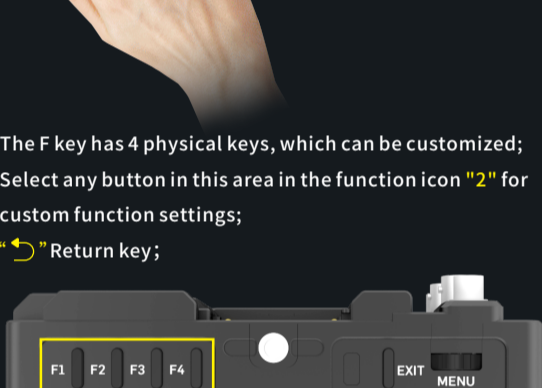 The F key has 4 physical keys, which can be customized;
Select any button in this area in the function icon "2" for
custom function settings;
“ ” Return key;
F1 F2 F3 F4 EXIT
MENU